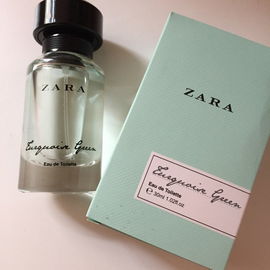 ZARA
Turquoise Green
Eau de Toilette
ZARA
Turquoise Green
Eau de Toilette
℮ 30ml 1.02fl.oz